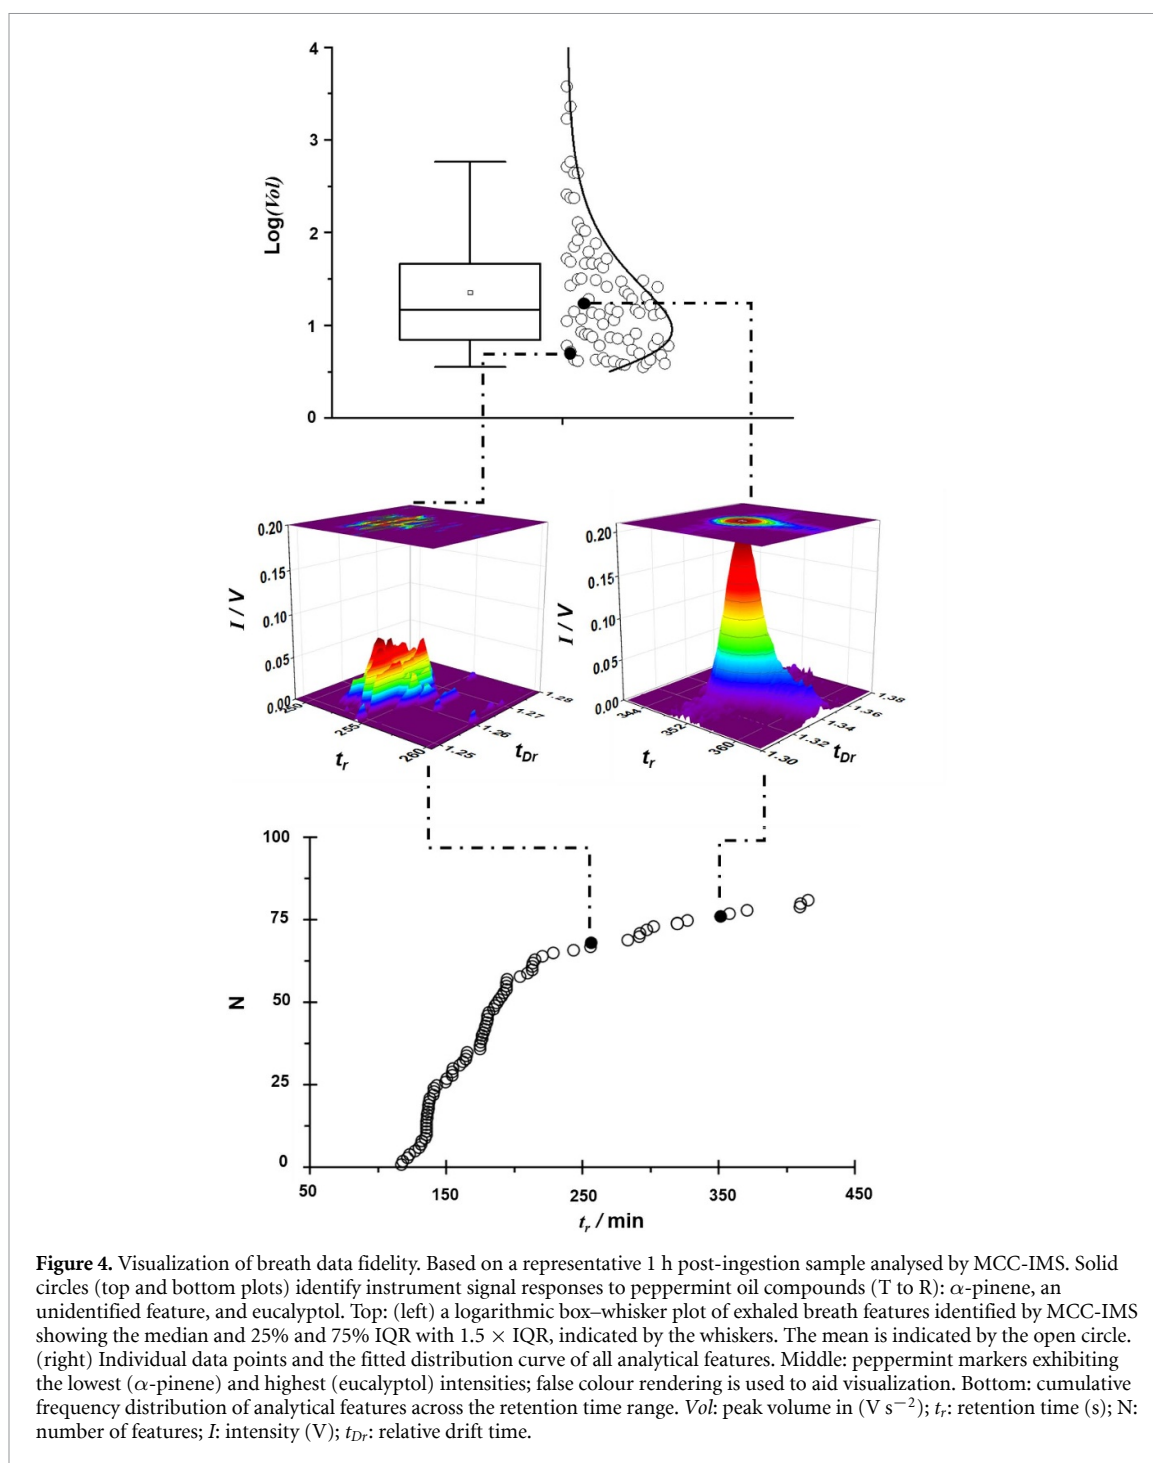 4
3
2
1
0
Log(Vol)
0.20
0.15
0.10
0.05
0.00
I / V
250
255
260
tr
1.25
1.26
1.27
1.28
tDr
0.20
0.15
0.10
0.05
0.00
I / V
344
352
360
tr
1.30
1.32
1.34
1.36
1.38
tDr
100
75
50
25
0
N
50
150
250
350
450
tr / min
Figure 4. Visualization of breath data fidelity. Based on a representative 1 h post-ingestion sample analysed by MCC-IMS. Solid
circles (top and bottom plots) identify instrument signal responses to peppermint oil compounds (T to R): α-pinene, an
unidentified feature, and eucalyptol. Top: (left) a logarithmic box–whisker plot of exhaled breath features identified by MCC-IMS
showing the median and 25% and 75% IQR with 1.5 × IQR, indicated by the whiskers. The mean is indicated by the open circle.
(right) Individual data points and the fitted distribution curve of all analytical features. Middle: peppermint markers exhibiting
the lowest (α-pinene) and highest (eucalyptol) intensities; false colour rendering is used to aid visualization. Bottom: cumulative
frequency distribution of analytical features across the retention time range. Vol: peak volume in (V s−2); tr: retention time (s); N:
number of features; I: intensity (V); tDr: relative drift time.